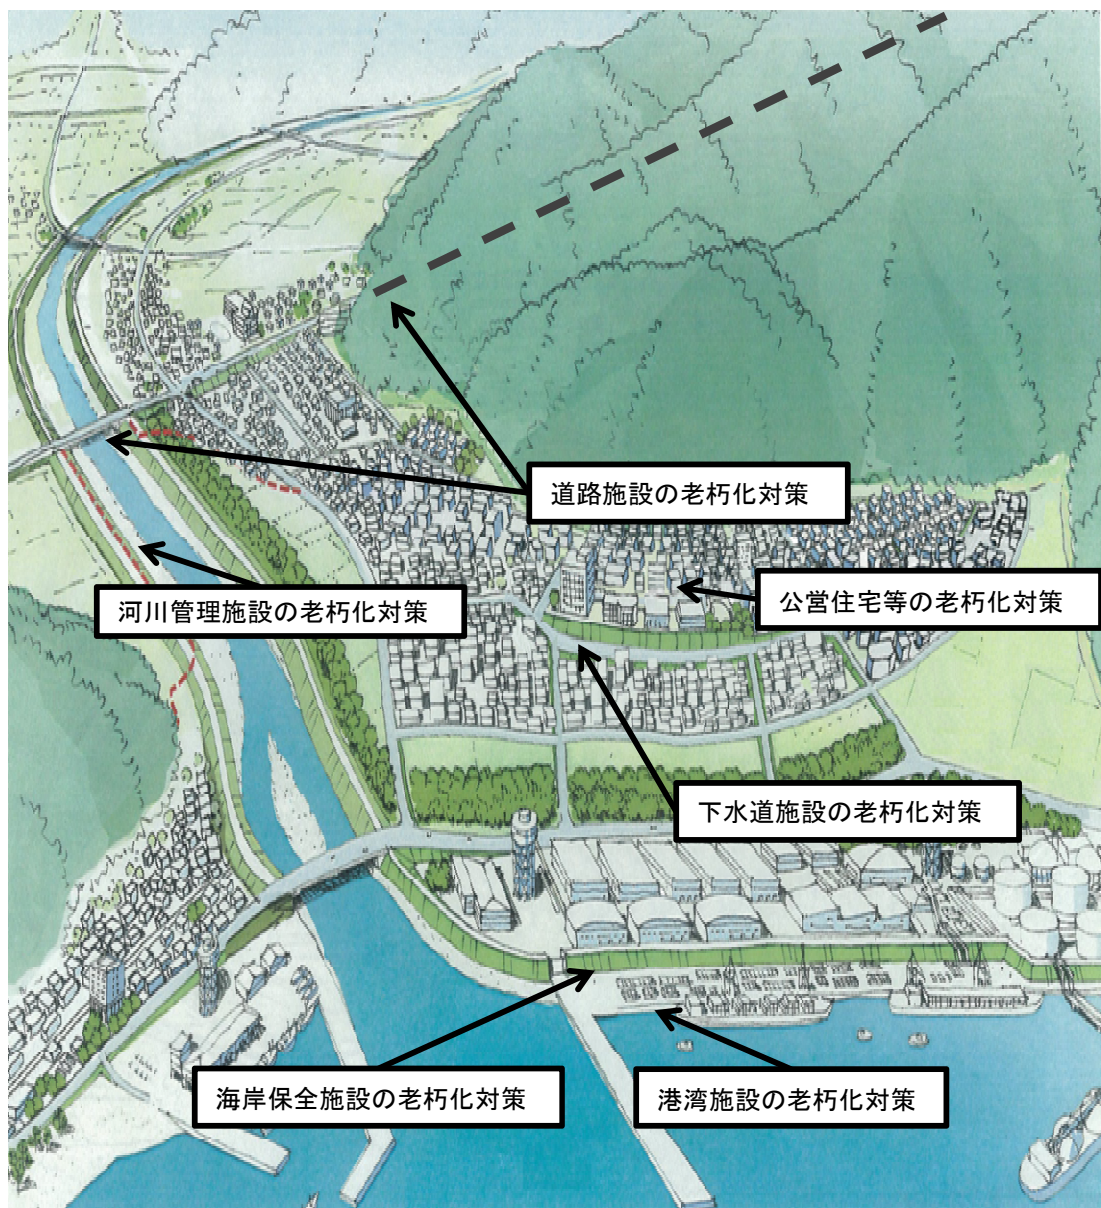 道路施設の老朽化対策
公営住宅等の老朽化対策
河川管理施設の老朽化対策
下水道施設の老朽化対策
海岸保全施設の老朽化対策
港湾施設の老朽化対策